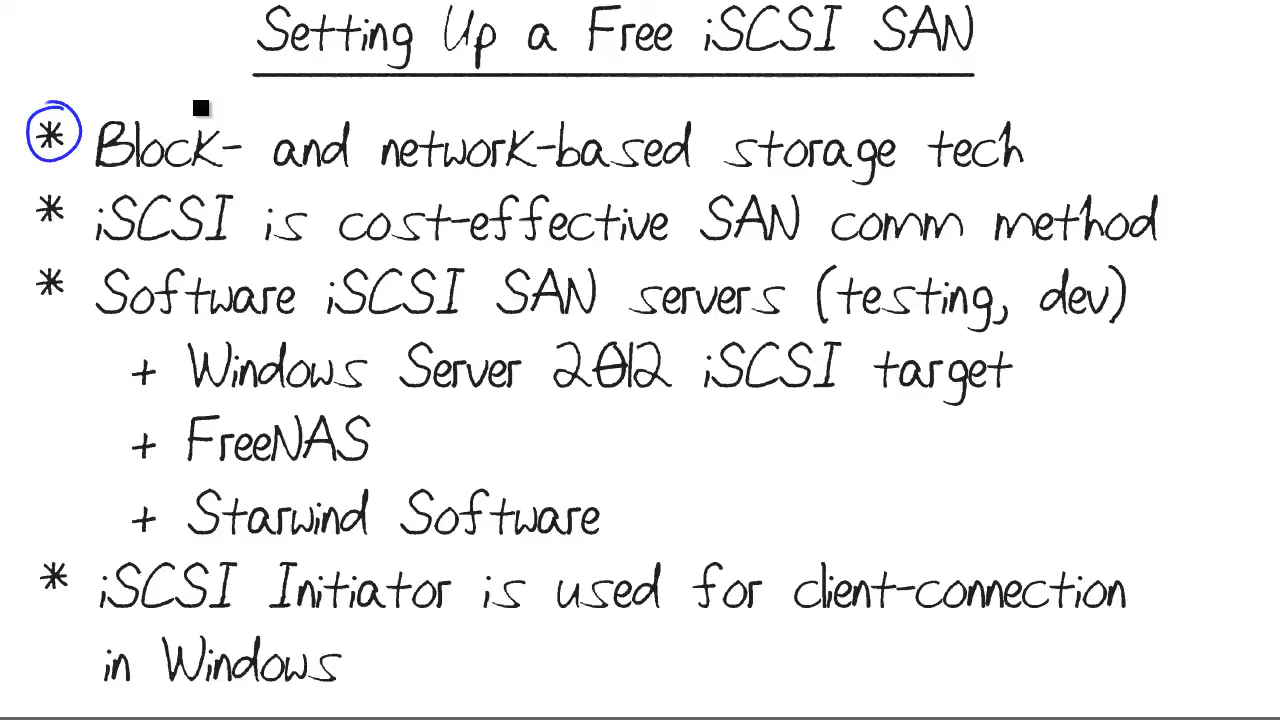 Setting Up a Free iSCSI SAN
* Block- and network-based storage tech
* iSCSI is cost-effective SAN comm method
* Software iSCSI SAN servers (testing, dev)
+ Windows Server 2012 iSCSI target
+ FreeNAS
+ Starwind Software
* iSCSI Initiator is used for client-connection
in Windows